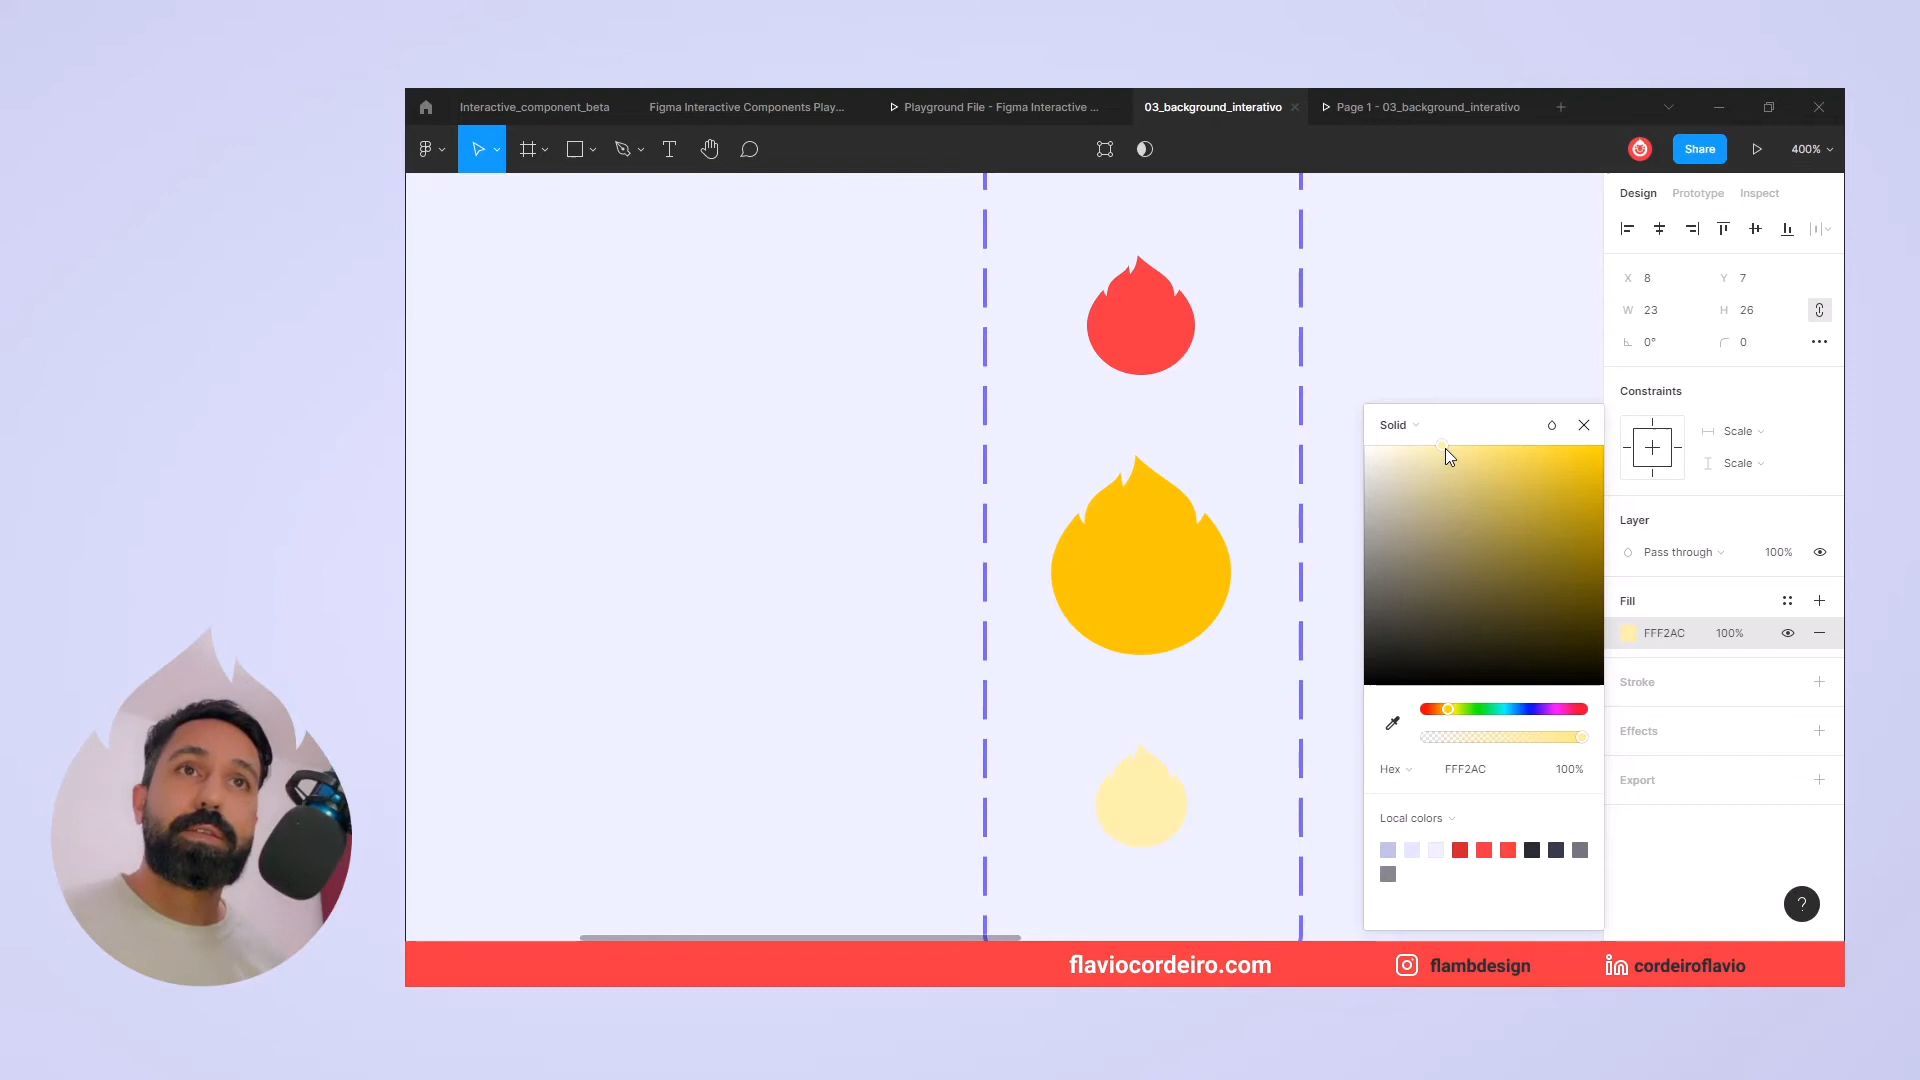 Interactive_component_beta
Figma Interactive Components Play...
Playground File - Figma Interactive ...
03_background_interativo
Page 1 - 03_background_interativo
Share
400%
Design Prototype Inspect
X 8 Y 7
W 23 H 26
0° 0
Constraints
Scale
Scale
Layer
Pass through 100%
Fill
FFF2AC 100%
Stroke
Effects
Export
Solid
Hex FFF2AC 100%
Local colors
?
flaviocordeiro.com
flambdesign
in cordeiroflavio